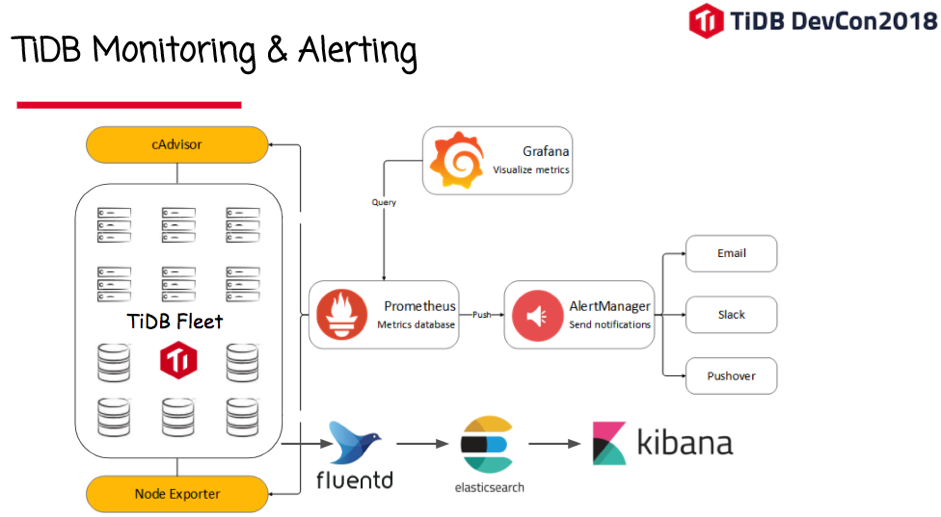 TiDB DevCon2018
TiDB Monitoring & Alerting
cAdvisor
Grafana
Visualize metrics
Query
TiDB Fleet
Prometheus
Metrics database
Push
AlertManager
Send notifications
Email
Slack
Pushover
Node Exporter
fluentd
elasticsearch
kibana